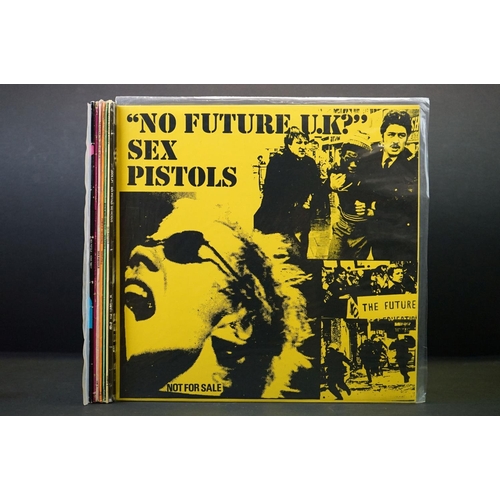 "NO FUTURE U.K?"
SEX
PISTOLS
THE FUTURE
NOT FOR SALE